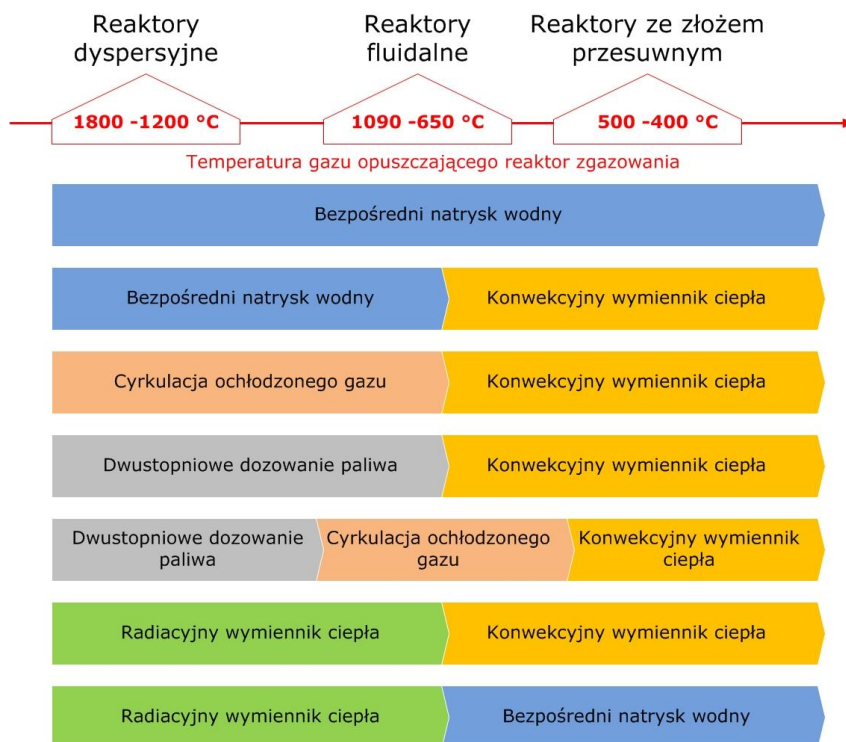 Reaktory
dyspersyjne
Reaktory
fluidalne
Reaktory ze złożem
przesuwnym
1800 -1200 °C
1090 -650 °C
500 -400 °C
Temperatura gazu opuszczającego reaktor zgazowania
Bezpośredni natrysk wodny
Bezpośredni natrysk wodny
Konwekcyjny wymiennik ciepła
Cyrkulacja ochłodzonego gazu
Konwekcyjny wymiennik ciepła
Dwustopniowe dozowanie paliwa
Konwekcyjny wymiennik ciepła
Dwustopniowe dozowanie
paliwa
Cyrkulacja ochłodzonego
gazu
Konwekcyjny wymiennik
ciepła
Radiacyjny wymiennik ciepła
Konwekcyjny wymiennik ciepła
Radiacyjny wymiennik ciepła
Bezpośredni natrysk wodny